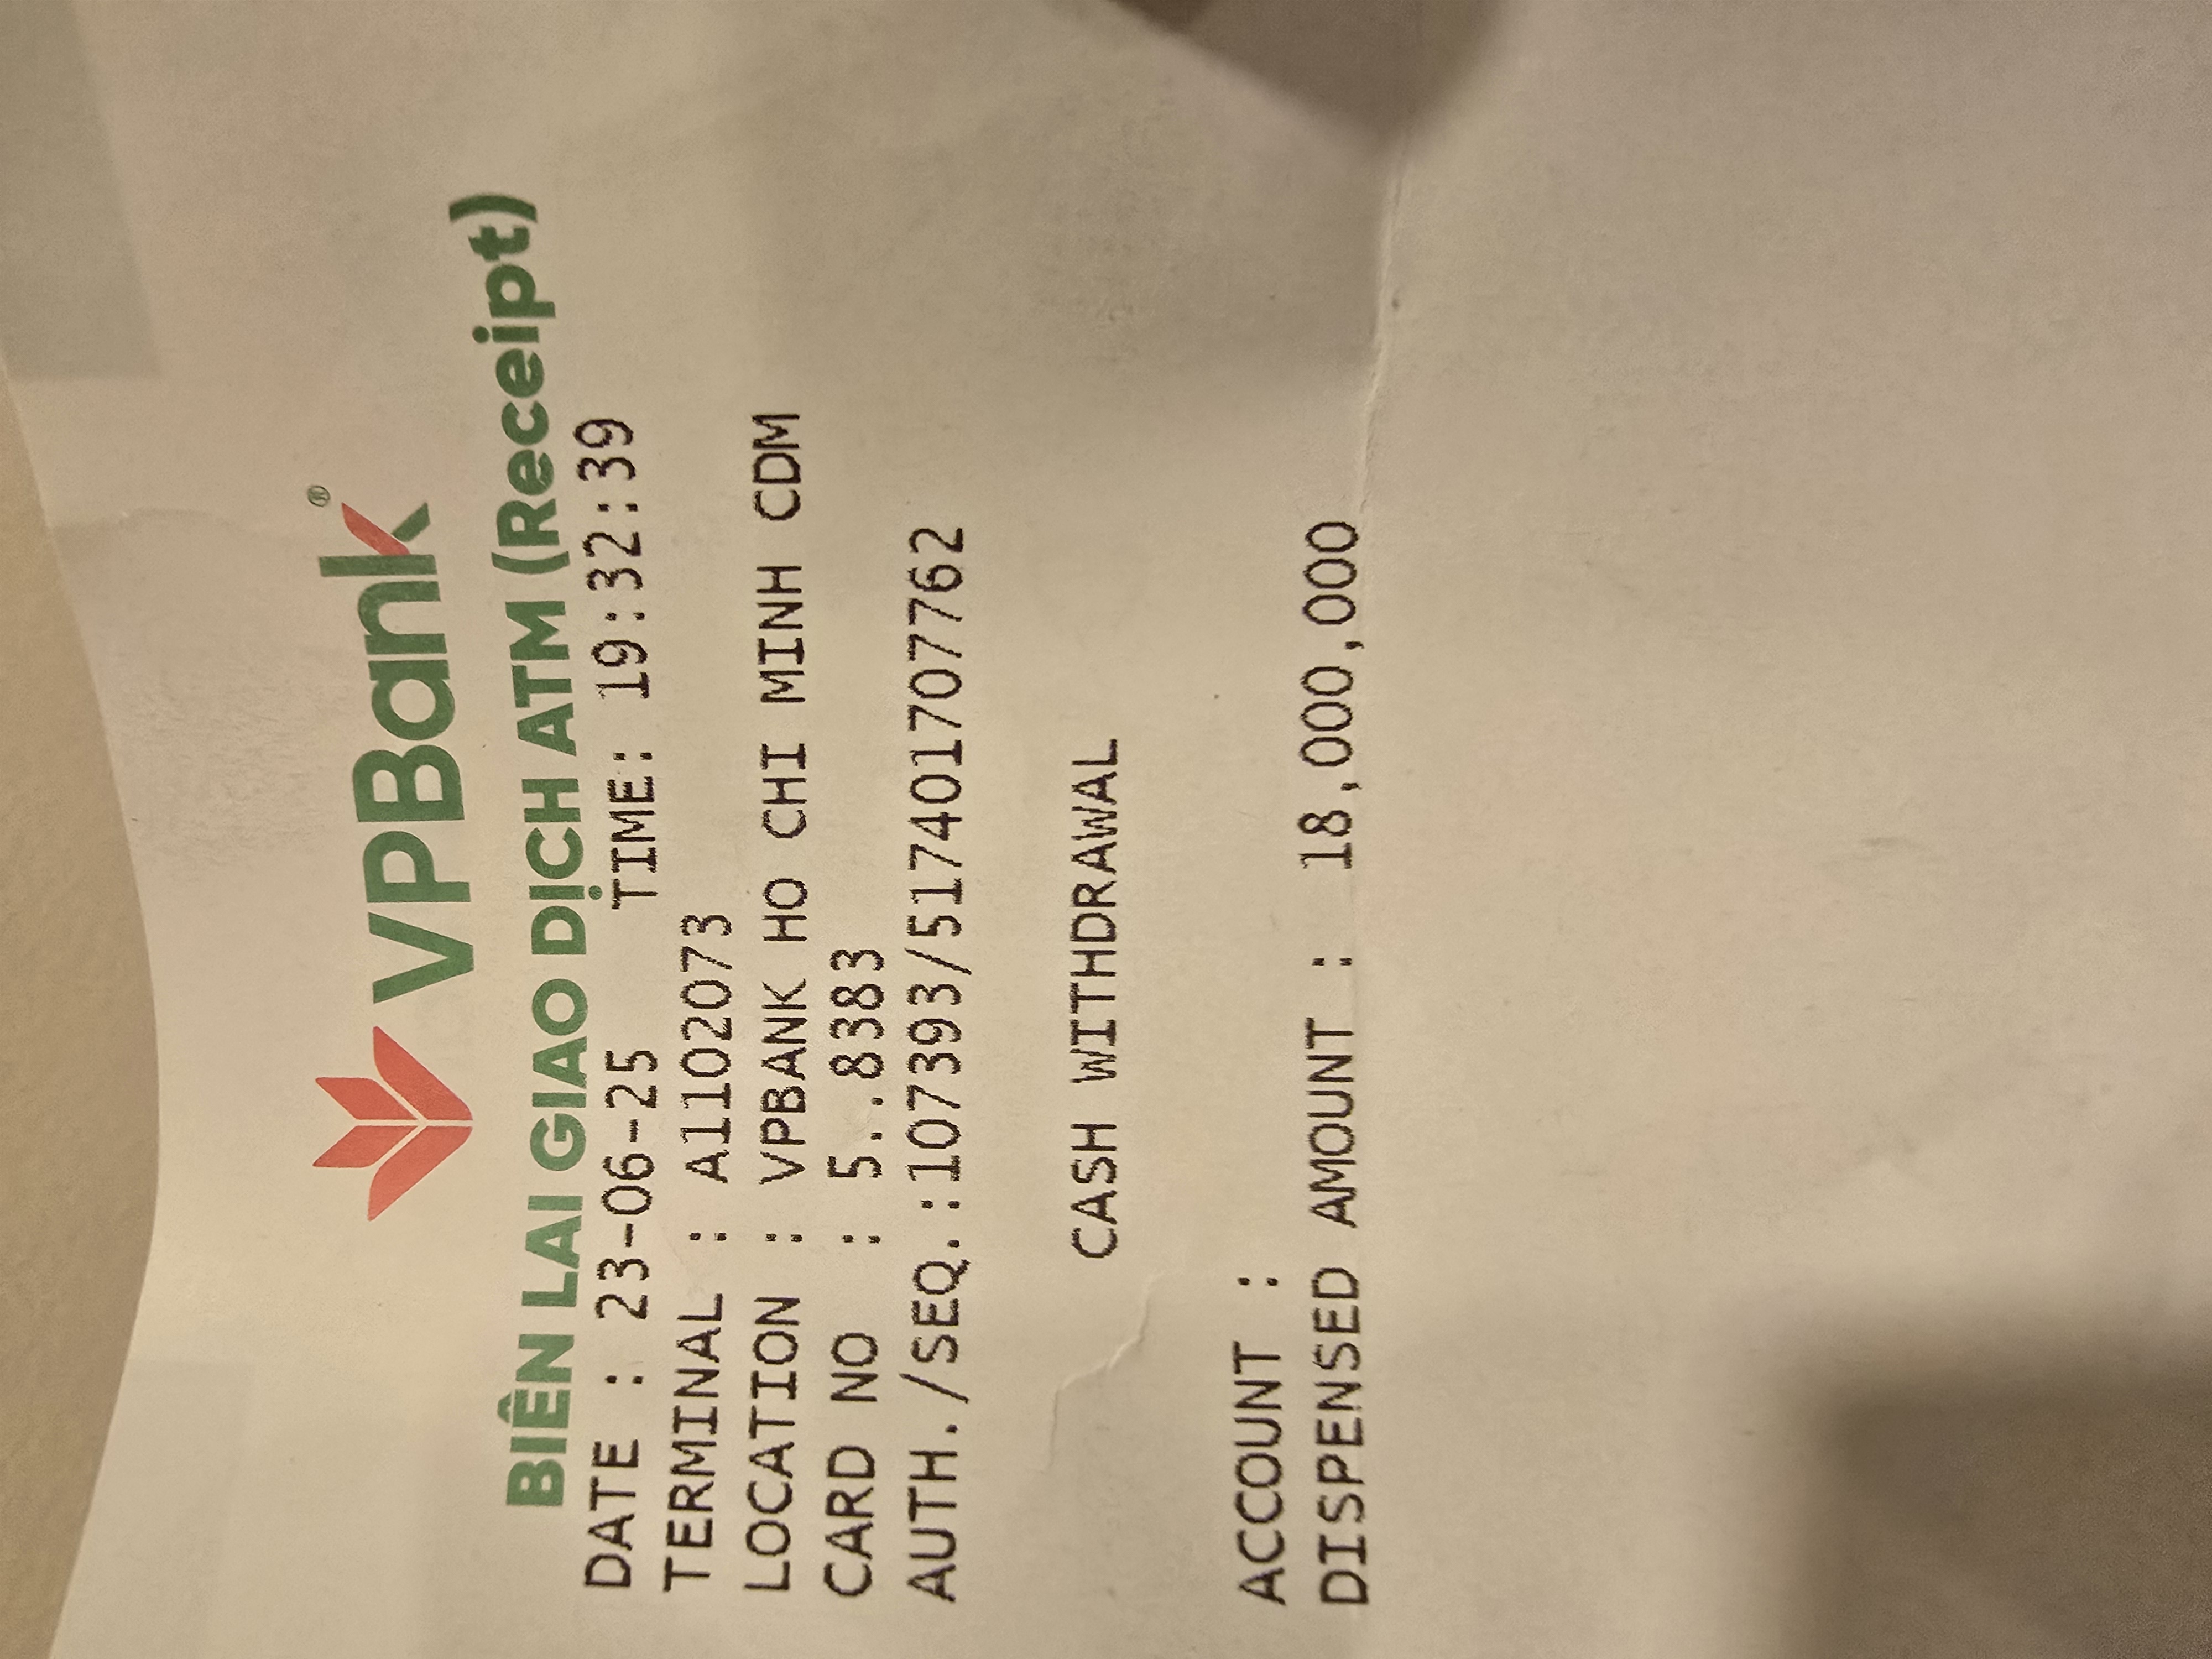 VPBank®
BIÊN LAI GIAO DỊCH ATM (Receipt)
DATE : 23-06-25 TIME: 19:32:39
TERMINAL : A1102073
LOCATION : VPBANK HO CHI MINH CDM
CARD NO : 5..8383
AUTH./SEQ.:107393/517401707762
CASH WITHDRAWAL
ACCOUNT :
DISPENSED AMOUNT : 18,000,000